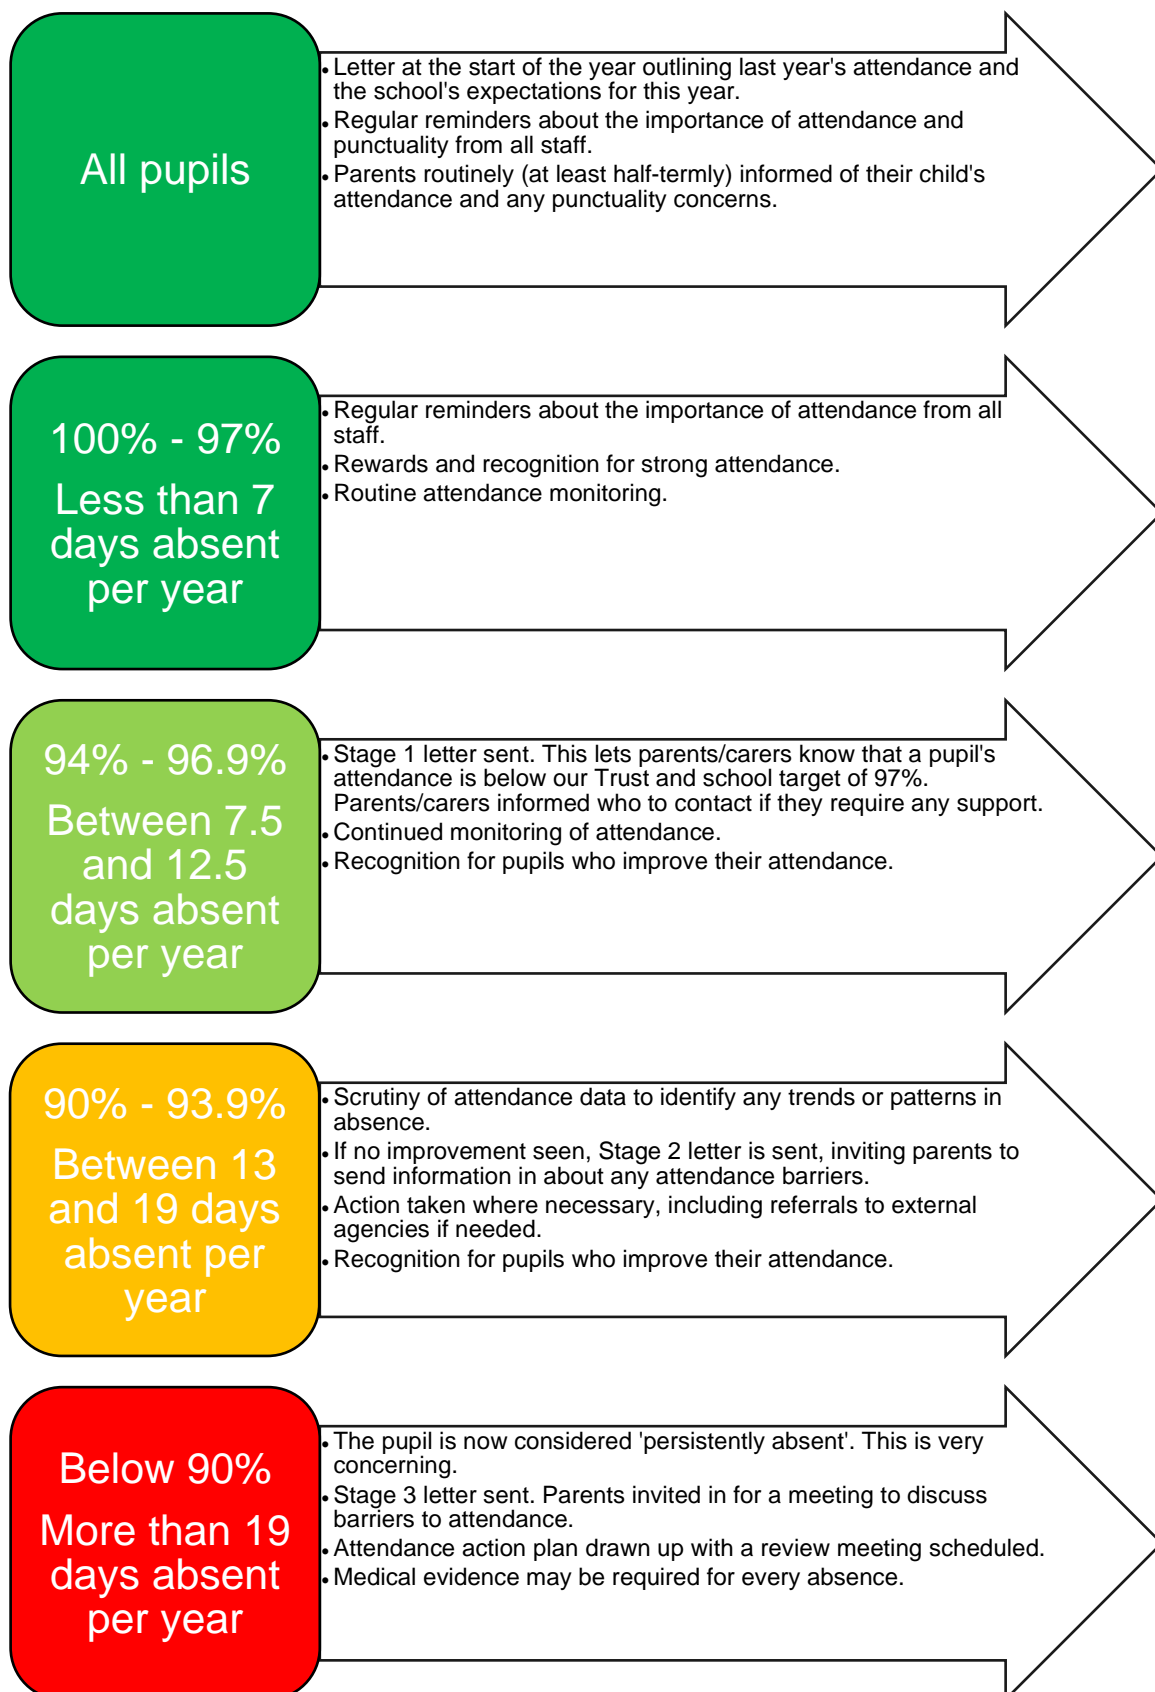 All pupils
• Letter at the start of the year outlining last year's attendance and
the school's expectations for this year.
• Regular reminders about the importance of attendance and
punctuality from all staff.
• Parents routinely (at least half-termly) informed of their child's
attendance and any punctuality concerns.
100% - 97%
Less than 7
days absent
per year
• Regular reminders about the importance of attendance from all
staff.
• Rewards and recognition for strong attendance.
• Routine attendance monitoring.
94% - 96.9%
Between 7.5
and 12.5
days absent
per year
• Stage 1 letter sent. This lets parents/carers know that a pupil's
attendance is below our Trust and school target of 97%.
Parents/carers informed who to contact if they require any support.
• Continued monitoring of attendance.
• Recognition for pupils who improve their attendance.
90% - 93.9%
Between 13
and 19 days
absent per
year
• Scrutiny of attendance data to identify any trends or patterns in
absence.
• If no improvement seen, Stage 2 letter is sent, inviting parents to
send information in about any attendance barriers.
• Action taken where necessary, including referrals to external
agencies if needed.
• Recognition for pupils who improve their attendance.
Below 90%
More than 19
days absent
per year
• The pupil is now considered 'persistently absent'. This is very
concerning.
• Stage 3 letter sent. Parents invited in for a meeting to discuss
barriers to attendance.
• Attendance action plan drawn up with a review meeting scheduled.
• Medical evidence may be required for every absence.